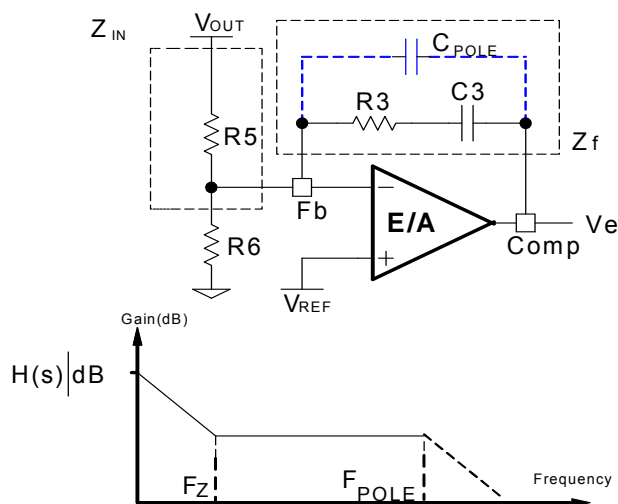 Z IN
VOUT
CPOLE
R3
C3
R5
Zf
Fb
R6
E/A
Comp
Ve
VREF
Gain(dB)
H(s)|dB
FZ
FPOLE
Frequency